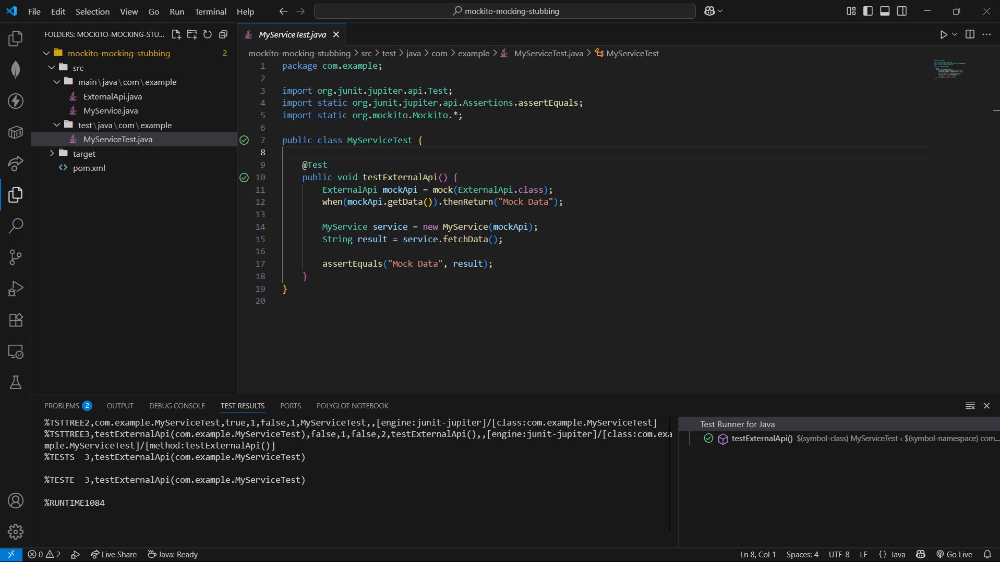 File Edit Selection View Go Run Terminal Help
mockito-mocking-stubbing
FOLDERS: MOCKITO-MOCKING-STU...
mockito-mocking-stubbing 2
src
main\java\com\example
ExternalApi.java
MyService.java
test\java\com\example
MyServiceTest.java
target
pom.xml
MyServiceTest.java
mockito-mocking-stubbing > src > test > java > com > example > MyServiceTest.java > MyServiceTest
1 package com.example;
2
3 import org.junit.jupiter.api.Test;
4 import static org.junit.jupiter.api.Assertions.assertEquals;
5 import static org.mockito.Mockito.*;
6
7 public class MyServiceTest {
8
9     @Test
10     public void testExternalApi() {
11         ExternalApi mockApi = mock(ExternalApi.class);
12         when(mockApi.getData()).thenReturn("Mock Data");
13
14         MyService service = new MyService(mockApi);
15         String result = service.fetchData();
16
17         assertEquals("Mock Data", result);
18     }
19 }
20
PROBLEMS 2 OUTPUT DEBUG CONSOLE TEST RESULTS PORTS POLYGLOT NOTEBOOK
%TSTTREE2,com.example.MyServiceTest,true,1,false,1,MyServiceTest,,[engine:junit-jupiter]/[class:com.example.MyServiceTest]
%TSTTREE3,testExternalApi(com.example.MyServiceTest),false,1,false,2,testExternalApi(),,[engine:junit-jupiter]/[class:com.exa
mple.MyServiceTest]/[method:testExternalApi()]
%TESTS  3,testExternalApi(com.example.MyServiceTest)
%TESTE  3,testExternalApi(com.example.MyServiceTest)
%RUNTIME1084
Test Runner for Java
testExternalApi() $(symbol-class) MyServiceTest ‹ $(symbol-namespace) com...
0 2 Live Share Java: Ready Ln 8, Col 1 Spaces: 4 UTF-8 LF {} Java Go Live